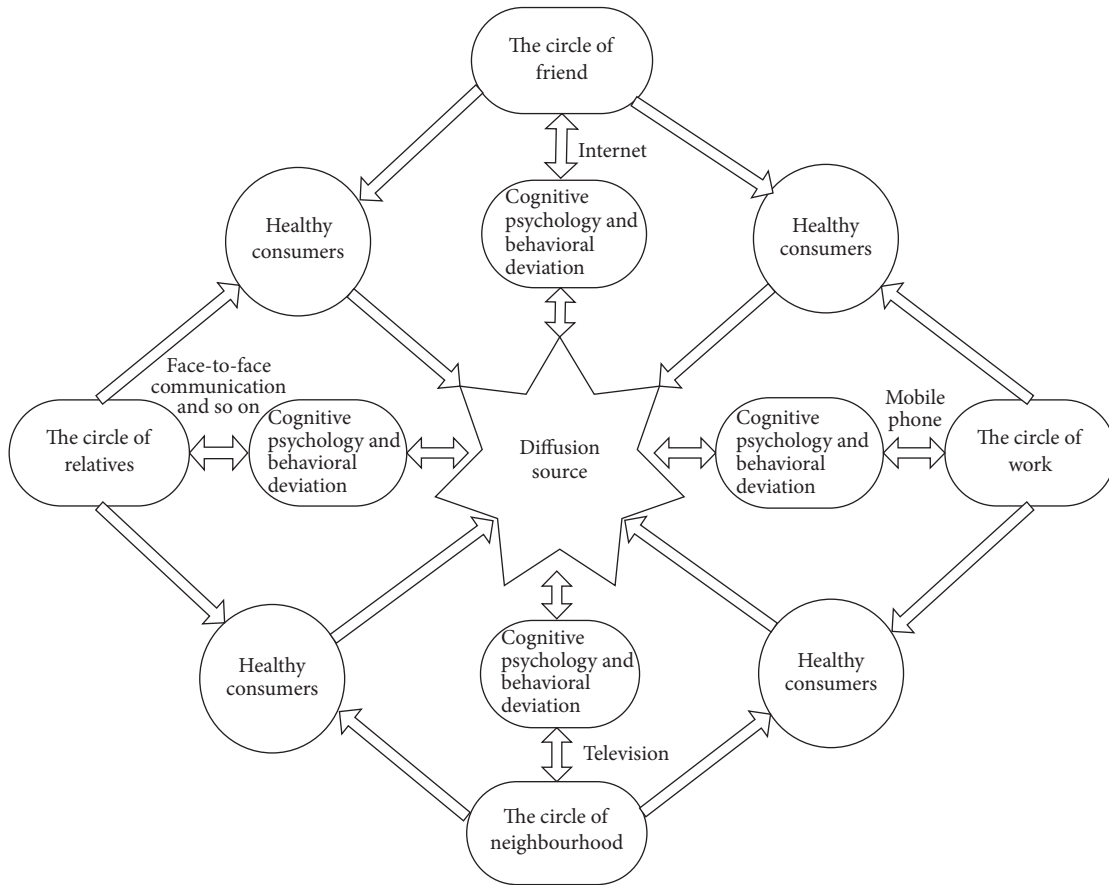 The circle of
friend
Internet
Cognitive
psychology and
behavioral
deviation
Healthy
consumers
Healthy
consumers
Face-to-face
communication
and so on
The circle of
relatives
Cognitive
psychology and
behavioral
deviation
Diffusion
source
Cognitive
psychology and
behavioral
deviation
Mobile
phone
The circle of
work
Healthy
consumers
Cognitive
psychology and
behavioral
deviation
Healthy
consumers
Television
The circle of
neighbourhood